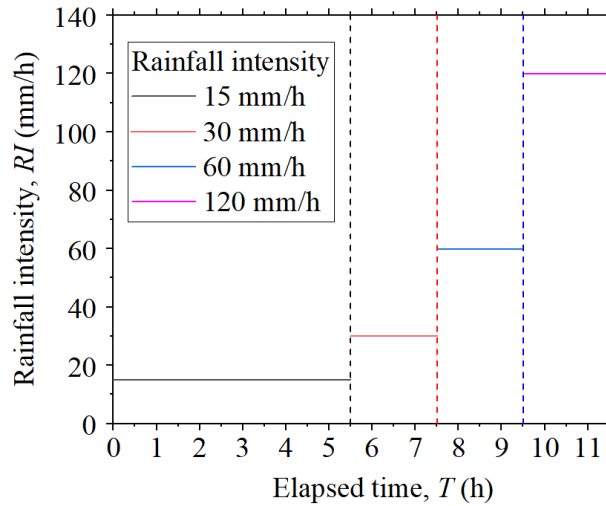 Rainfall intensity, RI (mm/h)
140
120
100
80
60
40
20
0
Rainfall intensity
15 mm/h
30 mm/h
60 mm/h
120 mm/h
0 1 2 3 4 5 6 7 8 9 10 11
Elapsed time, T (h)